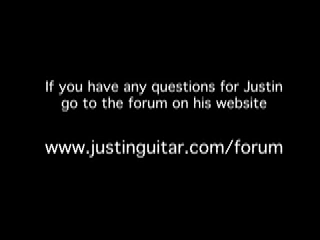 If you have any questions for Justin
go to the forum on his website
www.justinguitar.com/forum